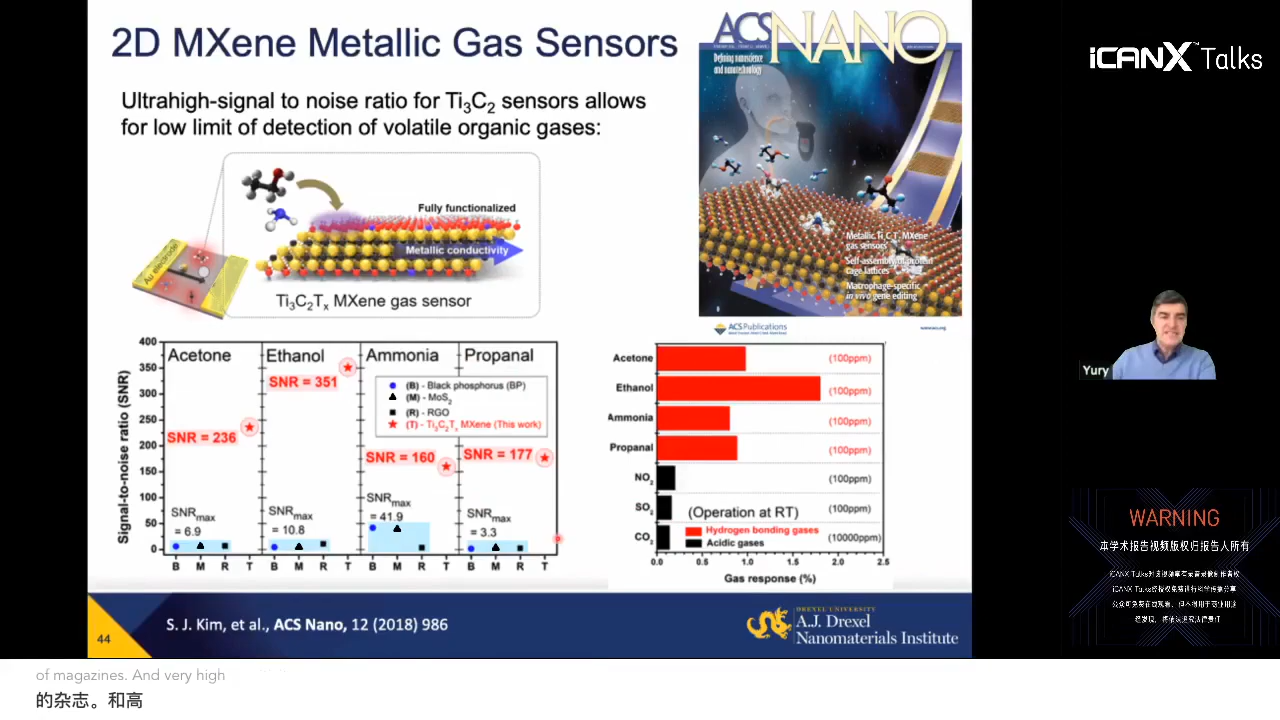 2D MXene Metallic Gas Sensors
Ultrahigh-signal to noise ratio for Ti₃C₂ sensors allows
for low limit of detection of volatile organic gases:
Au electrode
Fully functionalized
Metallic conductivity
Ti₃C₂Tₓ MXene gas sensor
ACS NANO
Defining nanoscience
and nanotechnology
Metallic Ti₃C₂Tₓ MXene
gas sensors
Self-assembly of protein
cage lattices
Macrophage-specific
in vivo gene editing
ACS Publications
Signal-to-noise ratio (SNR)
400
350
300
250
200
150
100
50
0
Acetone
Ethanol
Ammonia
Propanal
SNR = 236
SNR = 351
SNR = 160
SNR = 177
SNRmax
= 6.9
SNRmax
= 10.8
SNRmax
= 41.9
SNRmax
= 3.3
(B) - Black phosphorus (BP)
(M) - MoS₂
(R) - RGO
(T) - Ti₃C₂Tₓ MXene (This work)
B M R T B M R T B M R T B M R T
Acetone (100ppm)
Ethanol (100ppm)
Ammonia (100ppm)
Propanal (100ppm)
NO₂ (100ppm)
SO₂ (100ppm)
CO₂ (10000ppm)
(Operation at RT)
Hydrogen bonding gases
Acidic gases
0.0 0.5 1.0 1.5 2.0 2.5
Gas response (%)
44
S. J. Kim, et al., ACS Nano, 12 (2018) 986
DREXEL UNIVERSITY
A.J. Drexel
Nanomaterials Institute
iCANX Talks
Yury
WARNING
本学术报告视频版权归报告人所有
of magazines. And very high
的杂志。和高